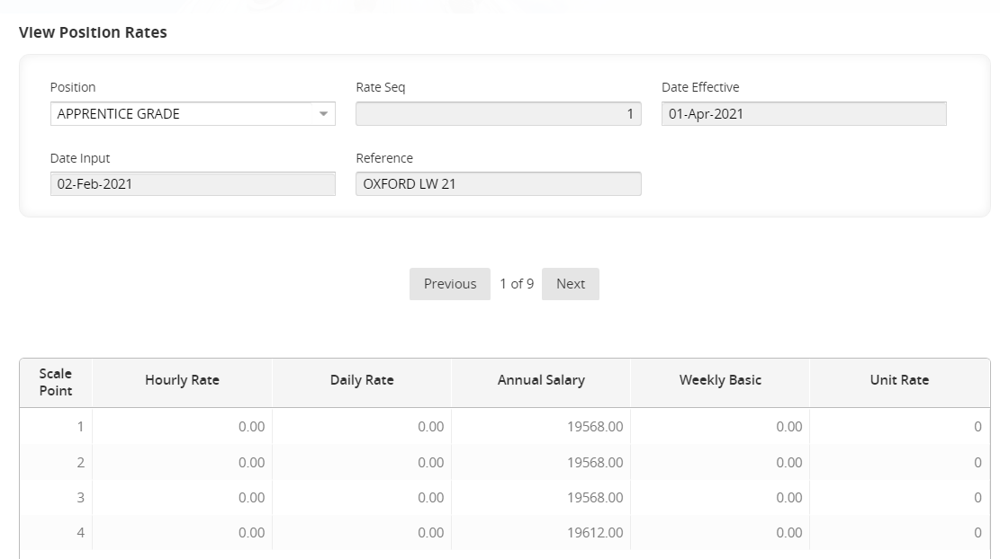 View Position Rates
Position Rate Seq Date Effective
APPRENTICE GRADE 1 01-Apr-2021
Date Input Reference
02-Feb-2021 OXFORD LW 21
Previous 1 of 9 Next
Scale Point Hourly Rate Daily Rate Annual Salary Weekly Basic Unit Rate
1 0.00 0.00 19568.00 0.00 0
2 0.00 0.00 19568.00 0.00 0
3 0.00 0.00 19568.00 0.00 0
4 0.00 0.00 19612.00 0.00 0